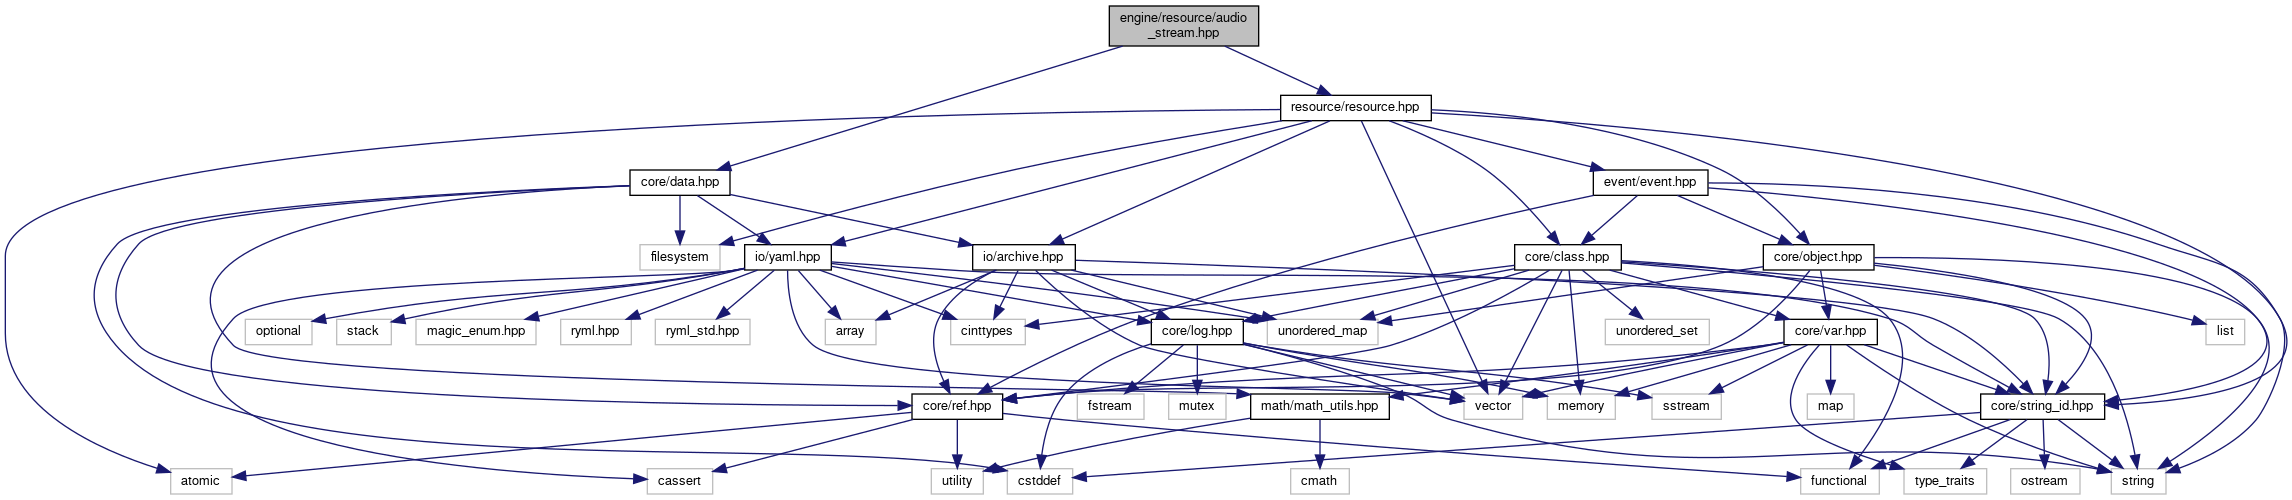 engine/resource/audio
_stream.hpp
resource/resource.hpp
core/data.hpp
event/event.hpp
filesystem
io/yaml.hpp
io/archive.hpp
core/class.hpp
core/object.hpp
optional
stack
magic_enum.hpp
ryml.hpp
ryml_std.hpp
array
cinttypes
core/log.hpp
unordered_map
unordered_set
core/var.hpp
list
core/ref.hpp
fstream
mutex
math/math_utils.hpp
vector
memory
sstream
map
core/string_id.hpp
atomic
cassert
utility
cstddef
cmath
functional
type_traits
ostream
string